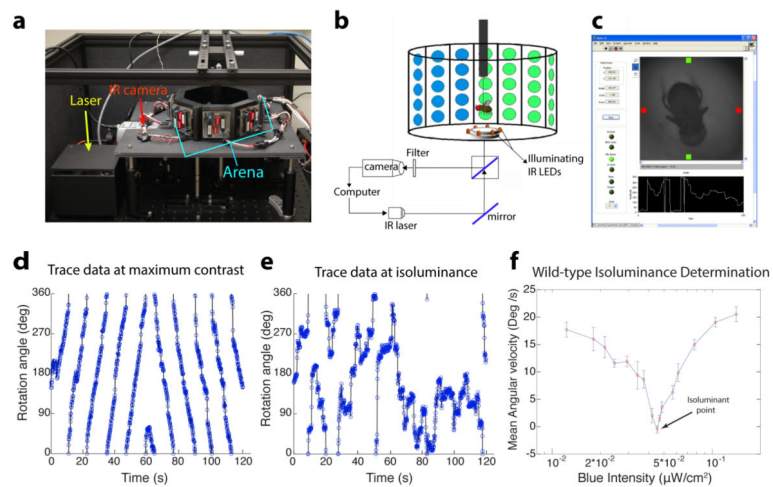 a
Laser
IR camera
Arena
b
Illuminating
IR LEDs
Filter
camera
Computer
IR laser
mirror
c
d
Trace data at maximum contrast
Rotation angle (deg)
360
270
180
90
0
0 20 40 60 80 100 120
Time (s)
e
Trace data at isoluminance
Rotation angle (deg)
360
270
180
90
0
0 20 40 60 80 100 120
Time (s)
f
Wild-type Isoluminance Determination
Mean Angular velocity (Deg /s)
25
20
15
10
5
0
-5
Isoluminant
point
10⁻² 2*10⁻² 5*10⁻² 10⁻¹
Blue Intensity (μW/cm²)